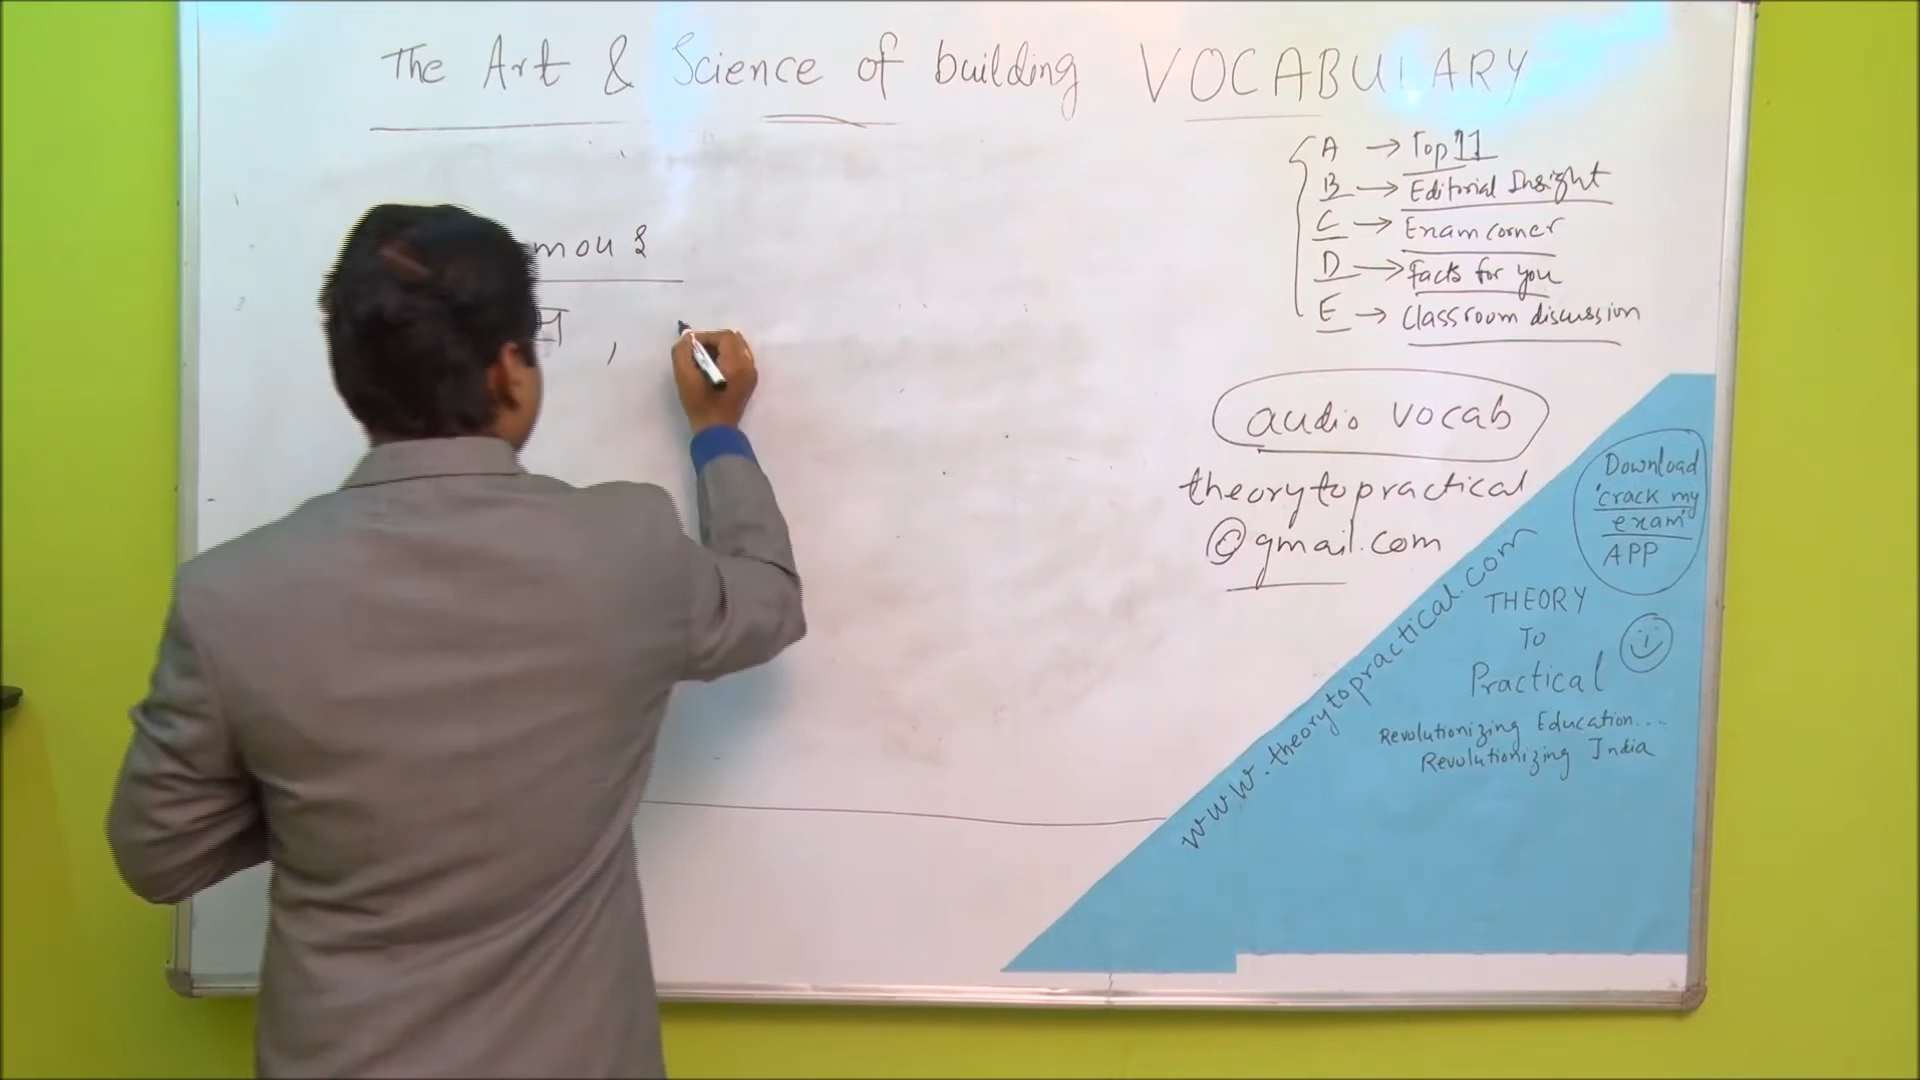 The Art & Science of building VOCABULARY
A → Top 11
B → Editorial Insight
C → Exam corner
D → Facts for you
E → Classroom discussion
audio vocab
theorytopractical
@gmail.com
Download
'crack my
exam'
APP
www.theorytopractical.com
THEORY
To
Practical
Revolutionizing Education...
Revolutionizing India